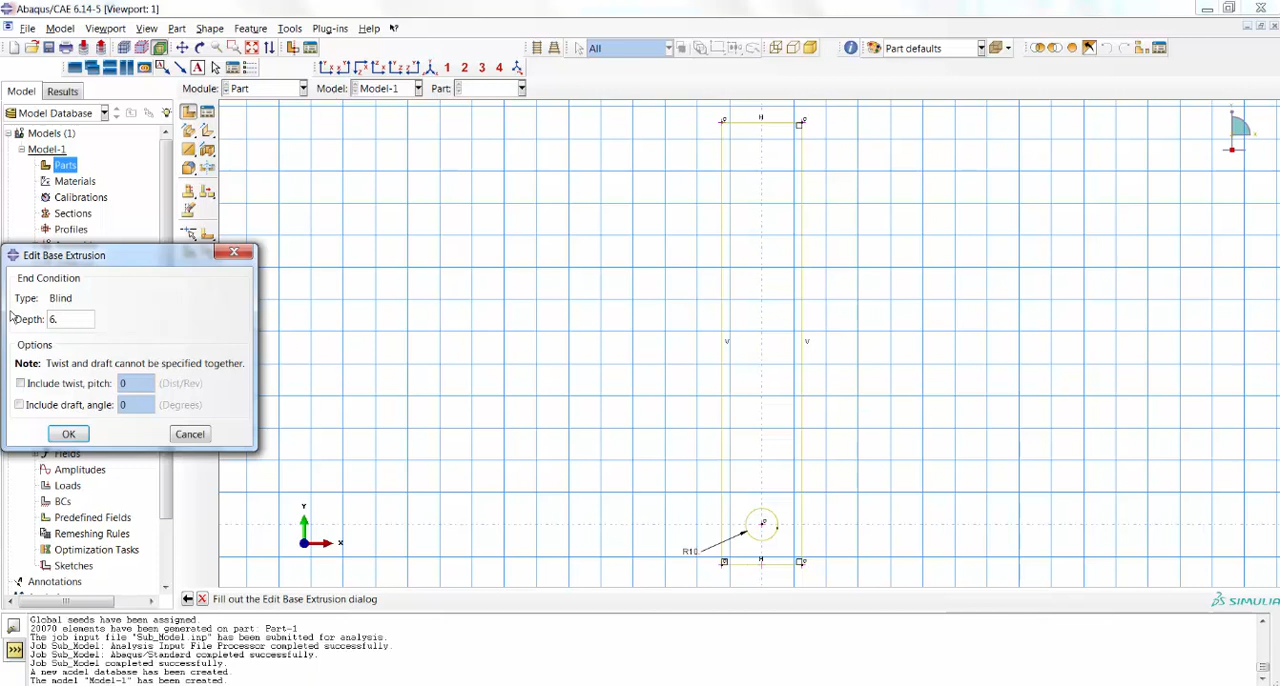 Abaqus/CAE 6.14-5 [Viewport: 1]
File Model Viewport View Part Shape Feature Tools Plug-ins Help
All
Part defaults
A
1 2 3 4
Model Results
Module: Part Model: Model-1 Part:
Model Database
Models (1)
Model-1
Parts
Materials
Calibrations
Sections
Profiles
Edit Base Extrusion
End Condition
Type: Blind
Depth: 6.
Options
Note: Twist and draft cannot be specified together.
Include twist, pitch: 0 (Dist/Rev)
Include draft, angle: 0 (Degrees)
OK Cancel
Fields
Amplitudes
Loads
BCs
Predefined Fields
Remeshing Rules
Optimization Tasks
Sketches
Annotations
H
V V
R10
H
Y
X
Fill out the Edit Base Extrusion dialog
SIMULIA
Global seeds have been assigned.
20070 elements have been generated on part: Part-1
The job input file "Sub_Model.inp" has been submitted for analysis.
Job Sub_Model: Analysis Input File Processor completed successfully.
Job Sub_Model: Abaqus/Standard completed successfully.
Job Sub_Model completed successfully.
A new model database has been created.
The model "Model-1" has been created.